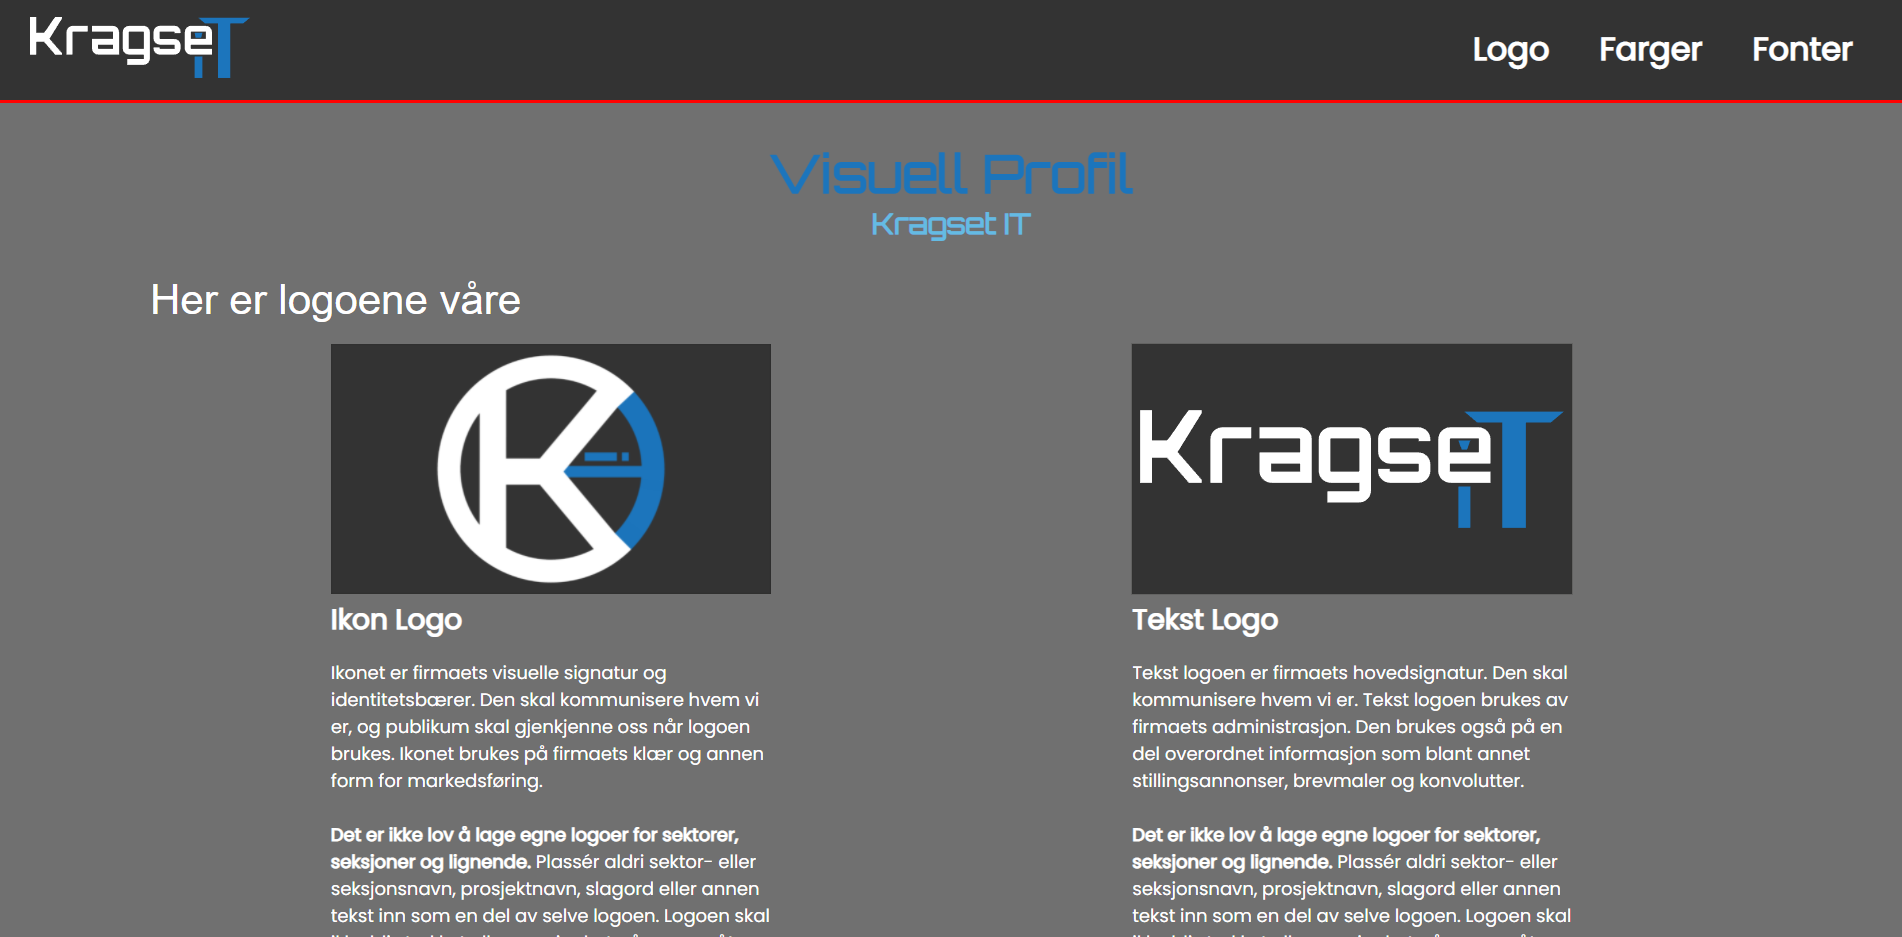 KragseiT
Logo Farger Fonter
Visuell Profil
Kragset IT
Her er logoene våre
K
KragseiT
Ikon Logo
Ikonet er firmaets visuelle signatur og
identitetsbærer. Den skal kommunisere hvem vi
er, og publikum skal gjenkjenne oss når logoen
brukes. Ikonet brukes på firmaets klær og annen
form for markedsføring.
Det er ikke lov å lage egne logoer for sektorer,
seksjoner og lignende. Plassér aldri sektor- eller
seksjonsnavn, prosjektnavn, slagord eller annen
tekst inn som en del av selve logoen. Logoen skal
Tekst Logo
Tekst logoen er firmaets hovedsignatur. Den skal
kommunisere hvem vi er. Tekst logoen brukes av
firmaets administrasjon. Den brukes også på en
del overordnet informasjon som blant annet
stillingsannonser, brevmaler og konvolutter.
Det er ikke lov å lage egne logoer for sektorer,
seksjoner og lignende. Plassér aldri sektor- eller
seksjonsnavn, prosjektnavn, slagord eller annen
tekst inn som en del av selve logoen. Logoen skal